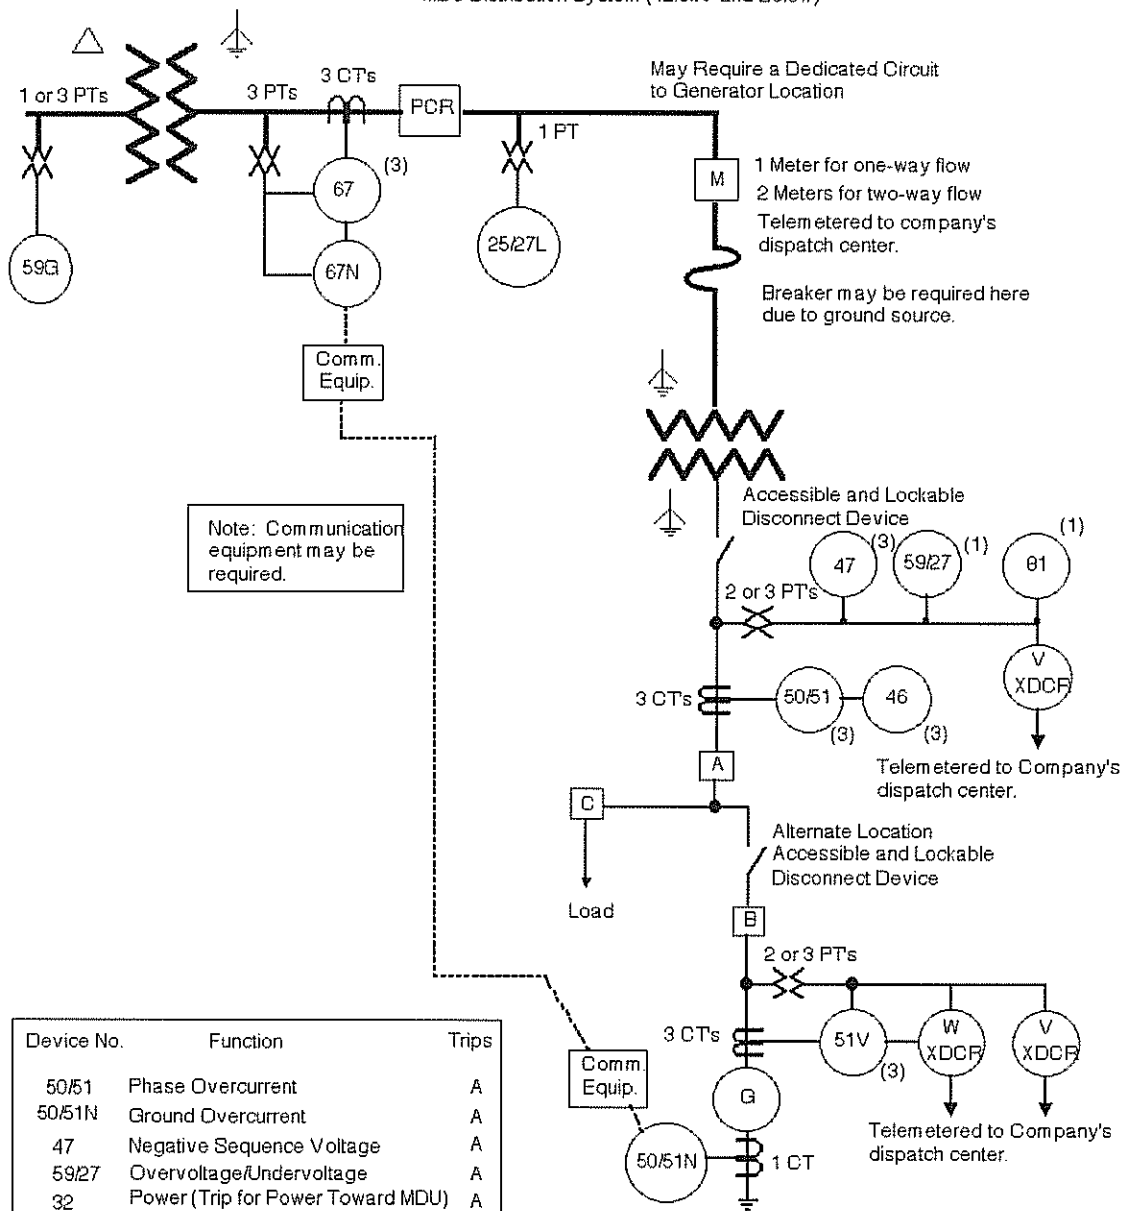 1 or 3 PTs
3 PTs
3 CT's
PCR
1 PT
May Require a Dedicated Circuit
to Generator Location
M
1 Meter for one-way flow
2 Meters for two-way flow
Telemetered to company's
dispatch center.
Breaker may be required here
due to ground source.
59G
67
(3)
67N
25/27L
Comm.
Equip.
Note: Communication
equipment may be
required.
Accessible and Lockable
Disconnect Device
47
(3)
59/27
(1)
81
(1)
2 or 3 PT's
V
XDCR
3 CT's
50/51
(3)
46
(3)
Telemetered to Company's
dispatch center.
A
C
Load
Alternate Location
Accessible and Lockable
Disconnect Device
B
2 or 3 PT's
3 CT's
51V
(3)
W
XDCR
V
XDCR
Telemetered to Company's
dispatch center.
G
Comm.
Equip.
50/51N
1 CT
Device No. Function Trips
50/51 Phase Overcurrent A
50/51N Ground Overcurrent A
47 Negative Sequence Voltage A
59/27 Overvoltage/Undervoltage A
32 Power (Trip for Power Toward MDU) A